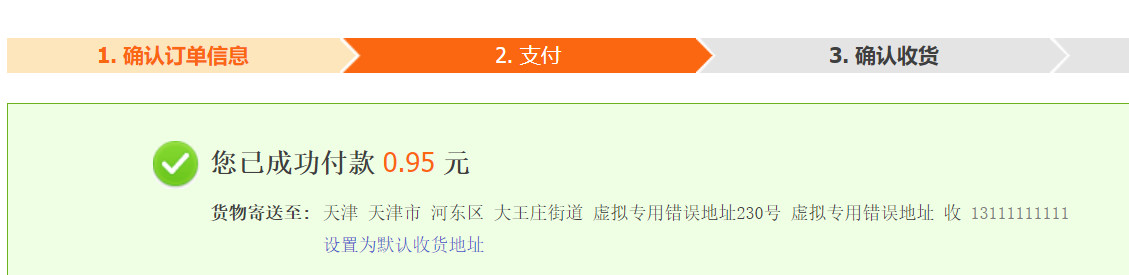 1. 确认订单信息 2. 支付 3. 确认收货
您已成功付款 0.95 元
货物寄送至: 天津 天津市 河东区 大王庄街道 虚拟专用错误地址230号 虚拟专用错误地址 收 13111111111
设置为默认收货地址